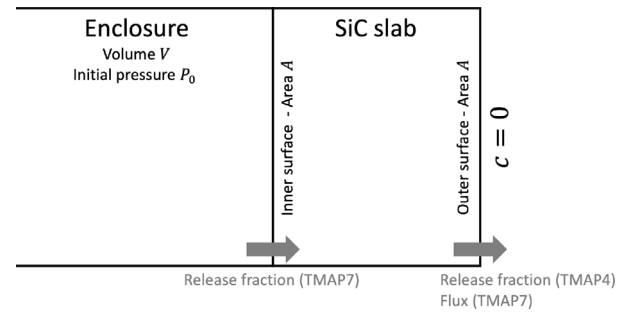 Enclosure
Volume V
Initial pressure P₀
SiC slab
Inner surface - Area A
Outer surface - Area A
c = 0
Release fraction (TMAP7)
Release fraction (TMAP4)
Flux (TMAP7)